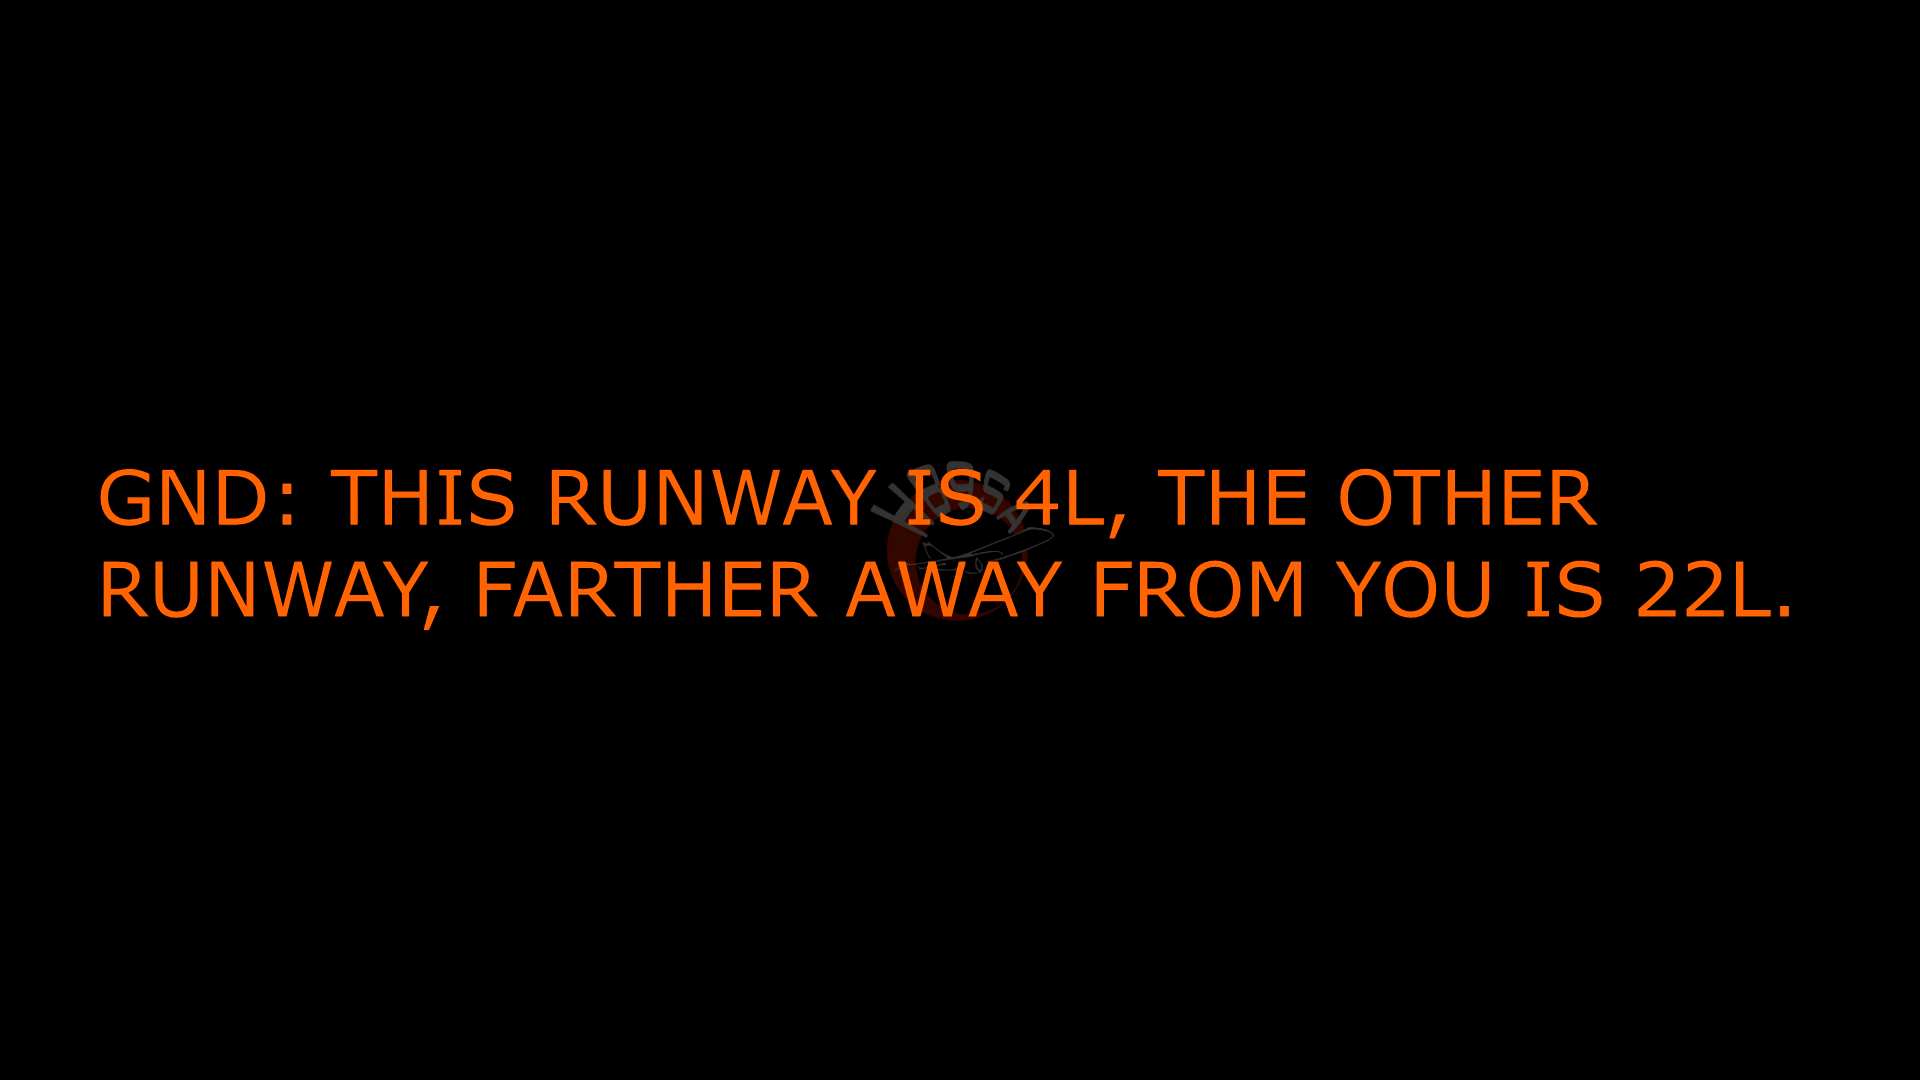 GND: THIS RUNWAY IS 4L, THE OTHER
RUNWAY, FARTHER AWAY FROM YOU IS 22L.